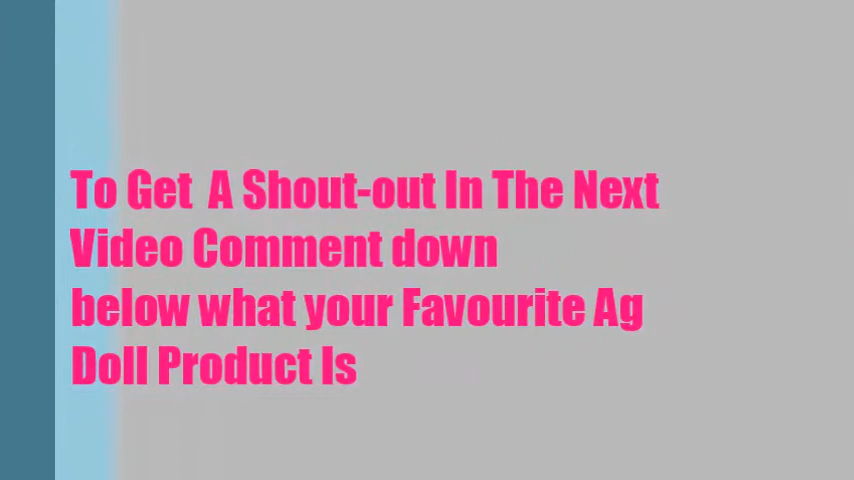 To Get  A Shout-out In The Next
Video Comment down
below what your Favourite Ag
Doll Product Is